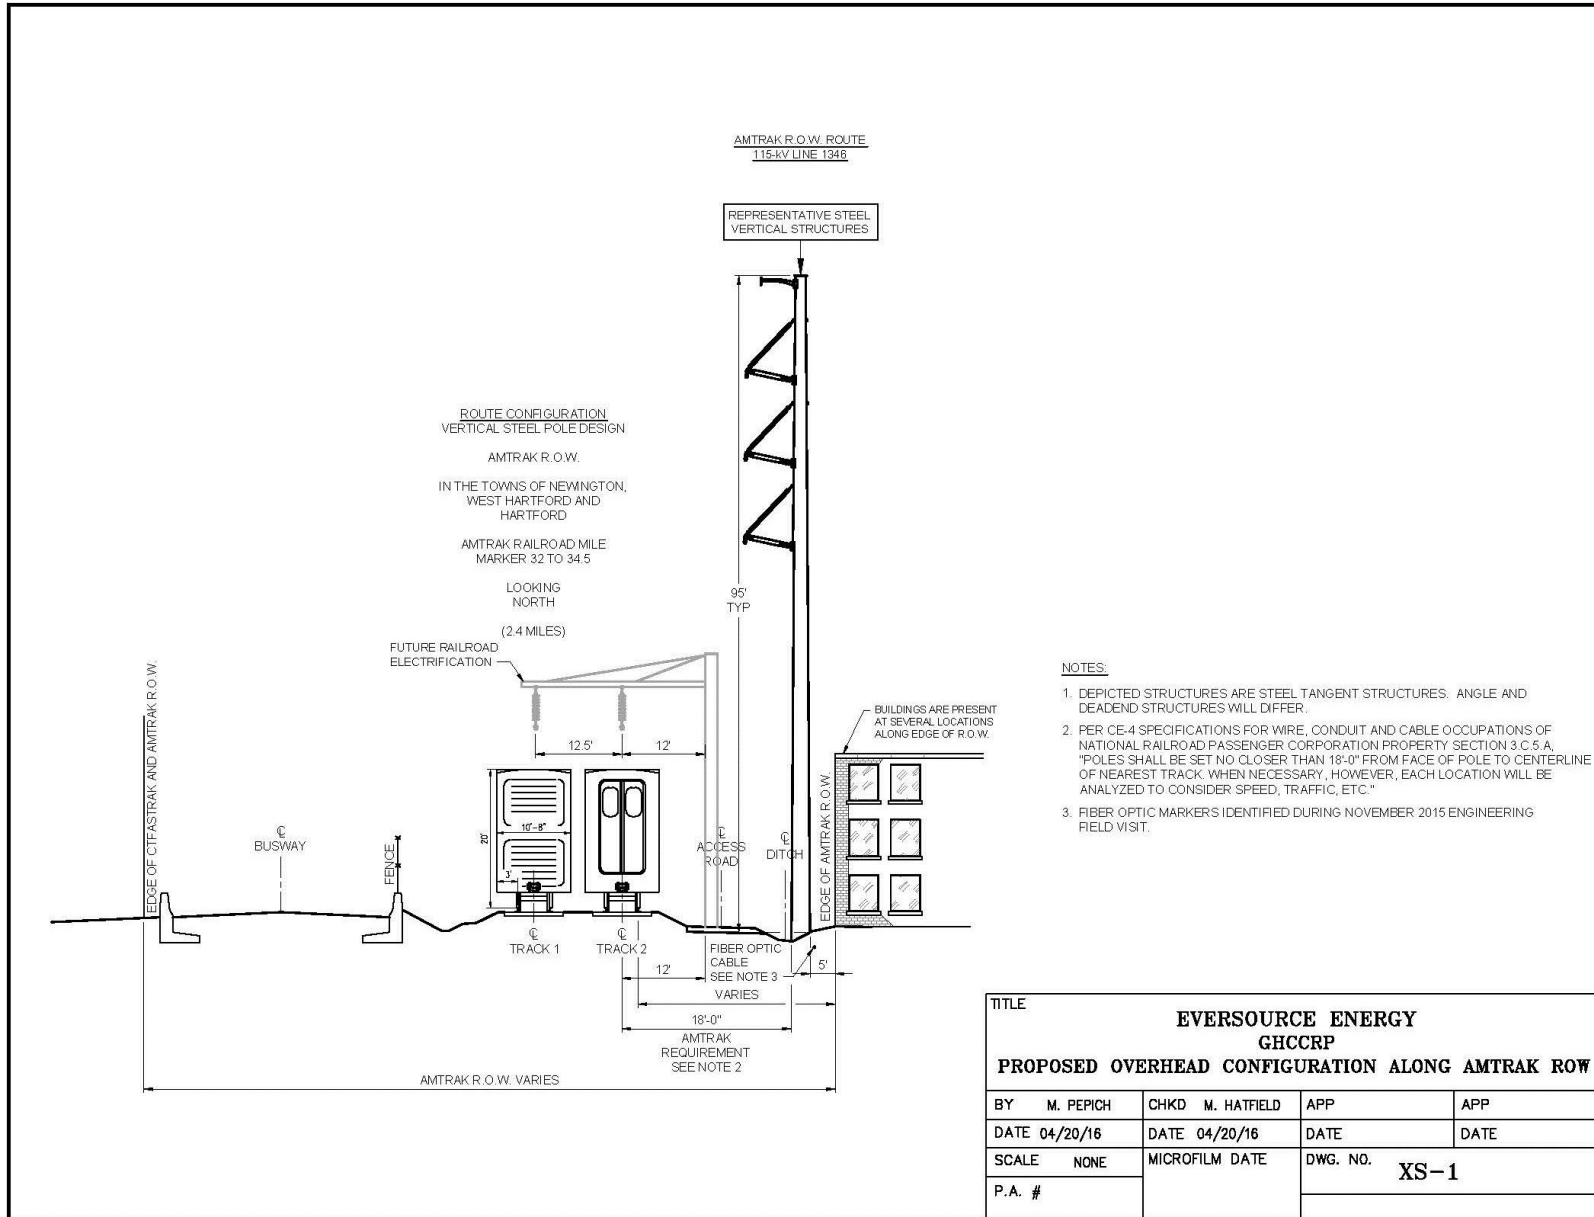 AMTRAK R.O.W. ROUTE
115-kV LINE 1346
REPRESENTATIVE STEEL
VERTICAL STRUCTURES
ROUTE CONFIGURATION
VERTICAL STEEL POLE DESIGN
AMTRAK R.O.W.
IN THE TOWNS OF NEWINGTON,
WEST HARTFORD AND
HARTFORD
AMTRAK RAILROAD MILE
MARKER 32 TO 34.5
LOOKING
NORTH
(2.4 MILES)
95'
TYP
FUTURE RAILROAD
ELECTRIFICATION
12.5'
12'
EDGE OF CTFASTRAK AND AMTRAK R.O.W.
℄
BUSWAY
FENCE
20'
10'-8"
3'
℄
ACCESS
ROAD
℄
DITCH
EDGE OF AMTRAK R.O.W.
BUILDINGS ARE PRESENT
AT SEVERAL LOCATIONS
ALONG EDGE OF R.O.W.
℄
TRACK 1
℄
TRACK 2
FIBER OPTIC
CABLE
SEE NOTE 3
12'
5'
VARIES
18'-0"
AMTRAK
REQUIREMENT
SEE NOTE 2
AMTRAK R.O.W. VARIES
NOTES:
1. DEPICTED STRUCTURES ARE STEEL TANGENT STRUCTURES. ANGLE AND
DEADEND STRUCTURES WILL DIFFER.
2. PER CE-4 SPECIFICATIONS FOR WIRE, CONDUIT AND CABLE OCCUPATIONS OF
NATIONAL RAILROAD PASSENGER CORPORATION PROPERTY SECTION 3.C.5.A,
"POLES SHALL BE SET NO CLOSER THAN 18'-0" FROM FACE OF POLE TO CENTERLINE
OF NEAREST TRACK. WHEN NECESSARY, HOWEVER, EACH LOCATION WILL BE
ANALYZED TO CONSIDER SPEED, TRAFFIC, ETC."
3. FIBER OPTIC MARKERS IDENTIFIED DURING NOVEMBER 2015 ENGINEERING
FIELD VISIT.
TITLE
EVERSOURCE ENERGY
GHCCRP
PROPOSED OVERHEAD CONFIGURATION ALONG AMTRAK ROW
BY M. PEPICH CHKD M. HATFIELD APP APP
DATE 04/20/16 DATE 04/20/16 DATE DATE
SCALE NONE MICROFILM DATE DWG. NO. XS-1
P.A. #